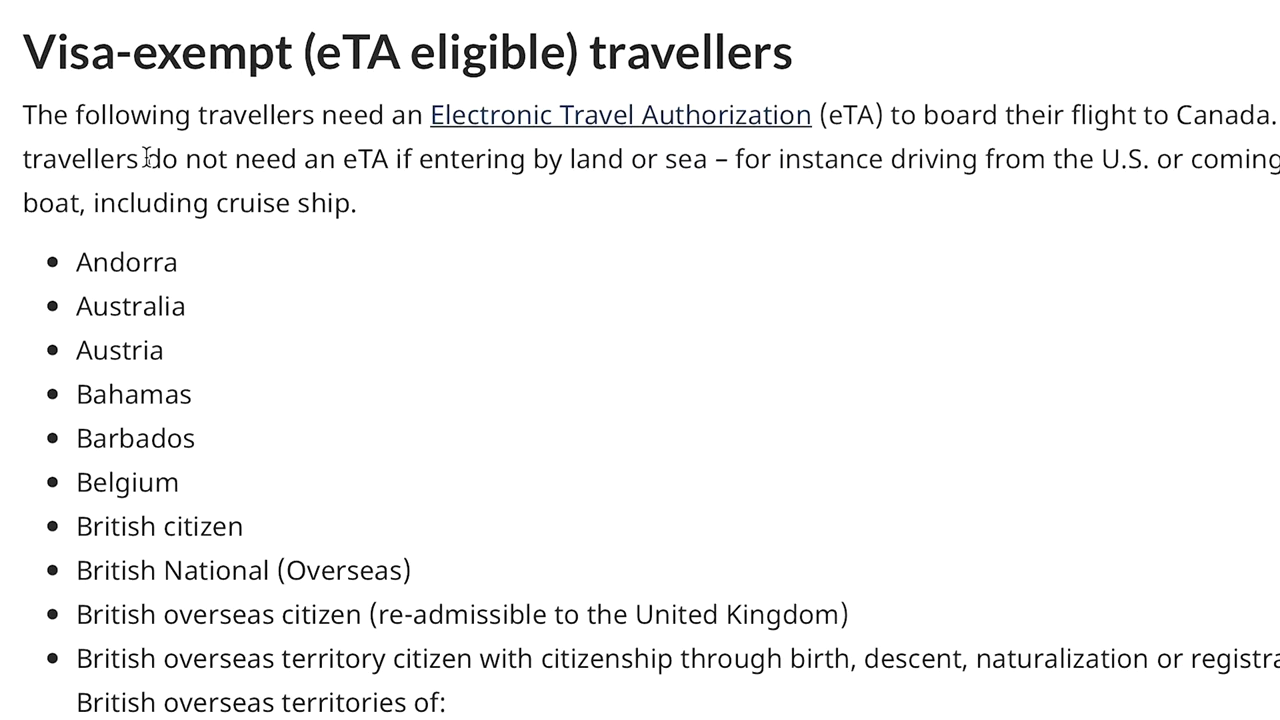 Visa-exempt (eTA eligible) travellers
The following travellers need an Electronic Travel Authorization (eTA) to board their flight to Canada.
travellers do not need an eTA if entering by land or sea – for instance driving from the U.S. or coming
boat, including cruise ship.
• Andorra
• Australia
• Austria
• Bahamas
• Barbados
• Belgium
• British citizen
• British National (Overseas)
• British overseas citizen (re-admissible to the United Kingdom)
• British overseas territory citizen with citizenship through birth, descent, naturalization or
British overseas territories of: